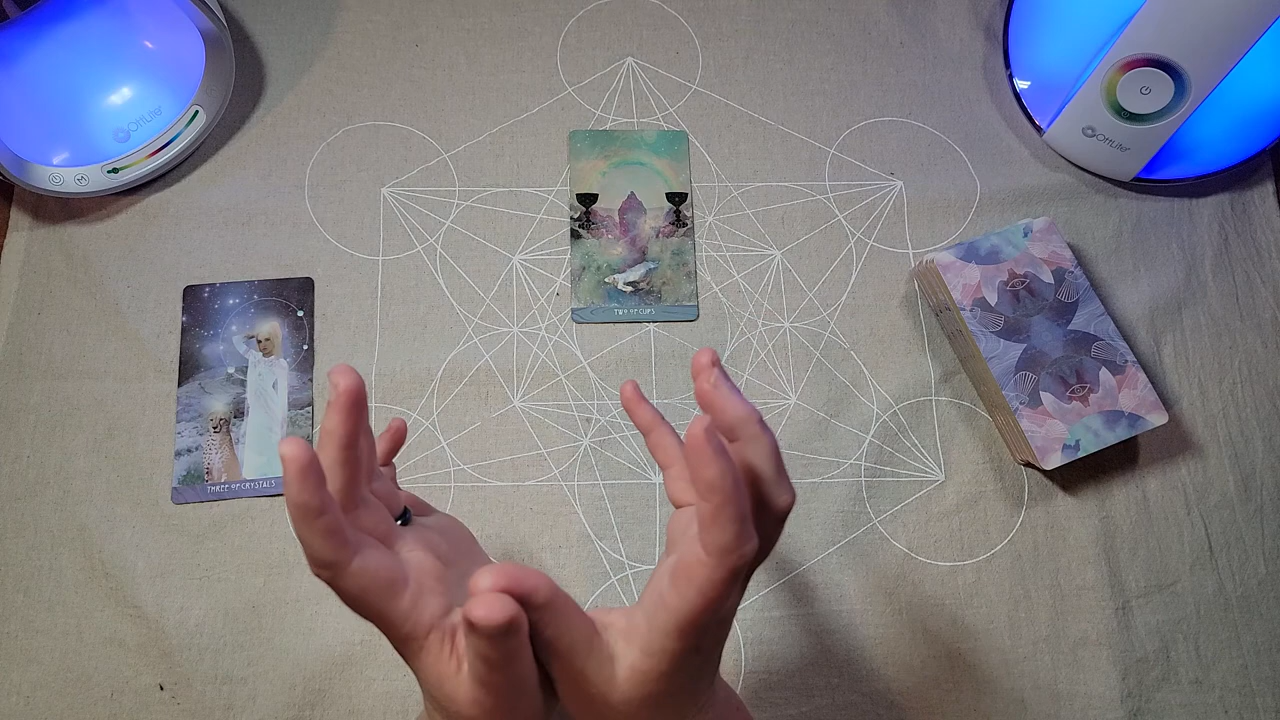 OttLite
M
OttLite
TWO OF CUPS
THREE OF CRYSTALS